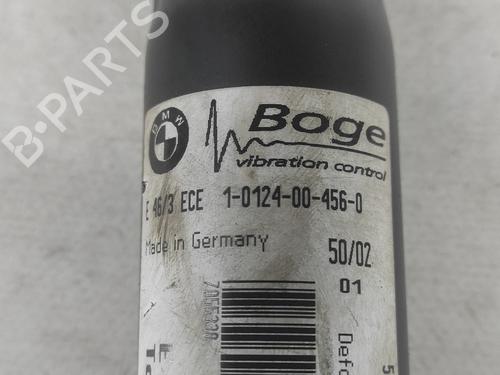 B-PARTS
BMW
Boge
vibration control
E 46/3 ECE 1-0124-00-456-0
Made in Germany
50/02
01
Defo